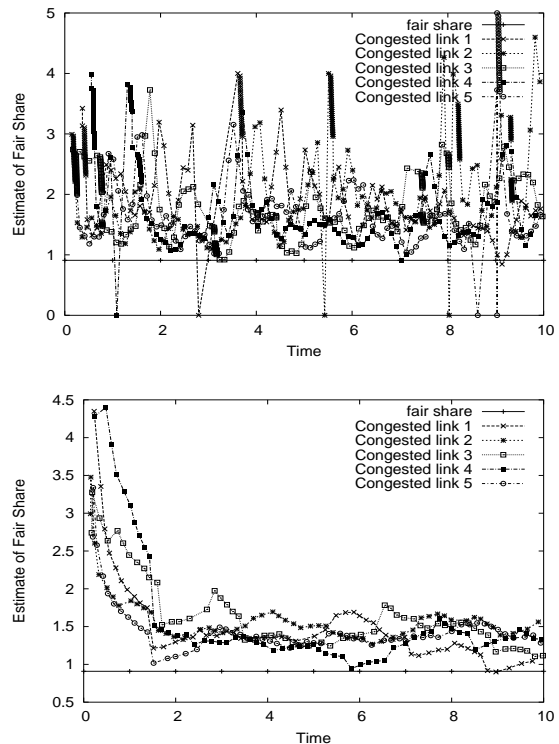 5
4
3
2
1
0
0 2 4 6 8 10
Estimate of Fair Share
Time
fair share
Congested link 1
Congested link 2
Congested link 3
Congested link 4
Congested link 5
4.5
4
3.5
3
2.5
2
1.5
1
0.5
0 2 4 6 8 10
Estimate of Fair Share
Time
fair share
Congested link 1
Congested link 2
Congested link 3
Congested link 4
Congested link 5